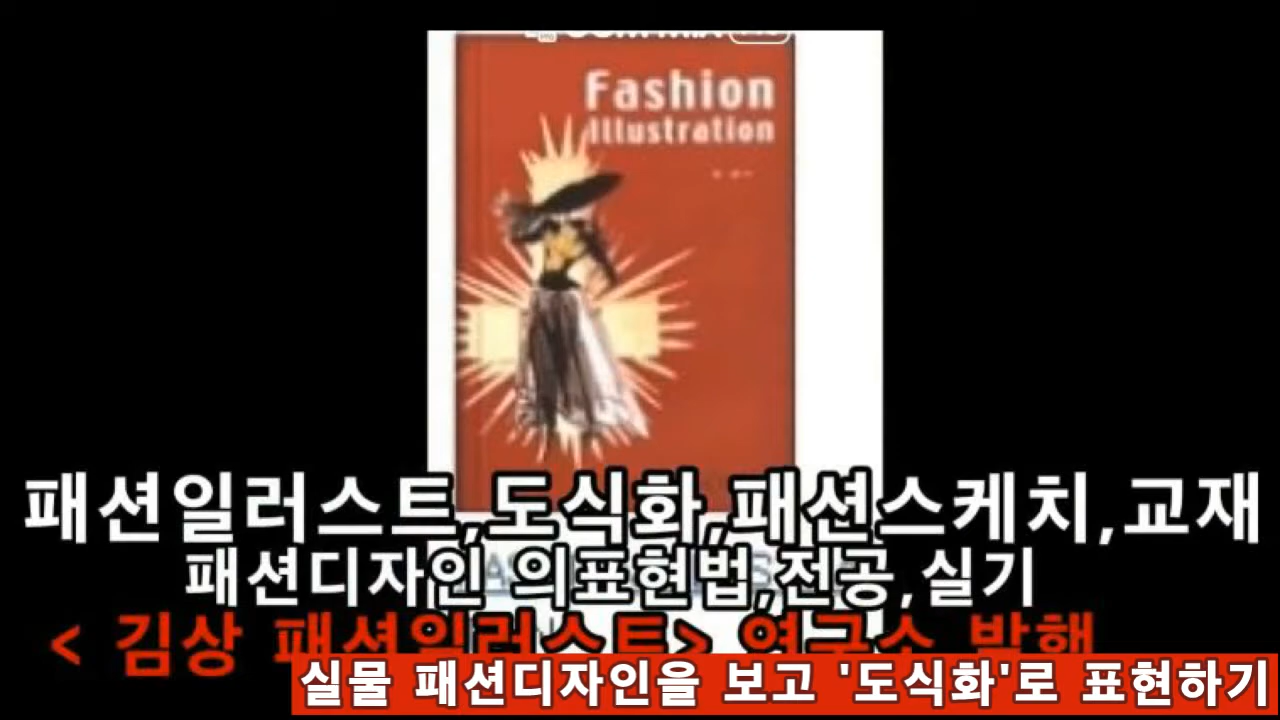 Fashion
Illustration
패션일러스트,도식화,패션스케치,교재
패션디자인 의표현법,전공,실기
< 김상 패션일러스트> 연구소 발행
실물 패션디자인을 보고 '도식화'로 표현하기